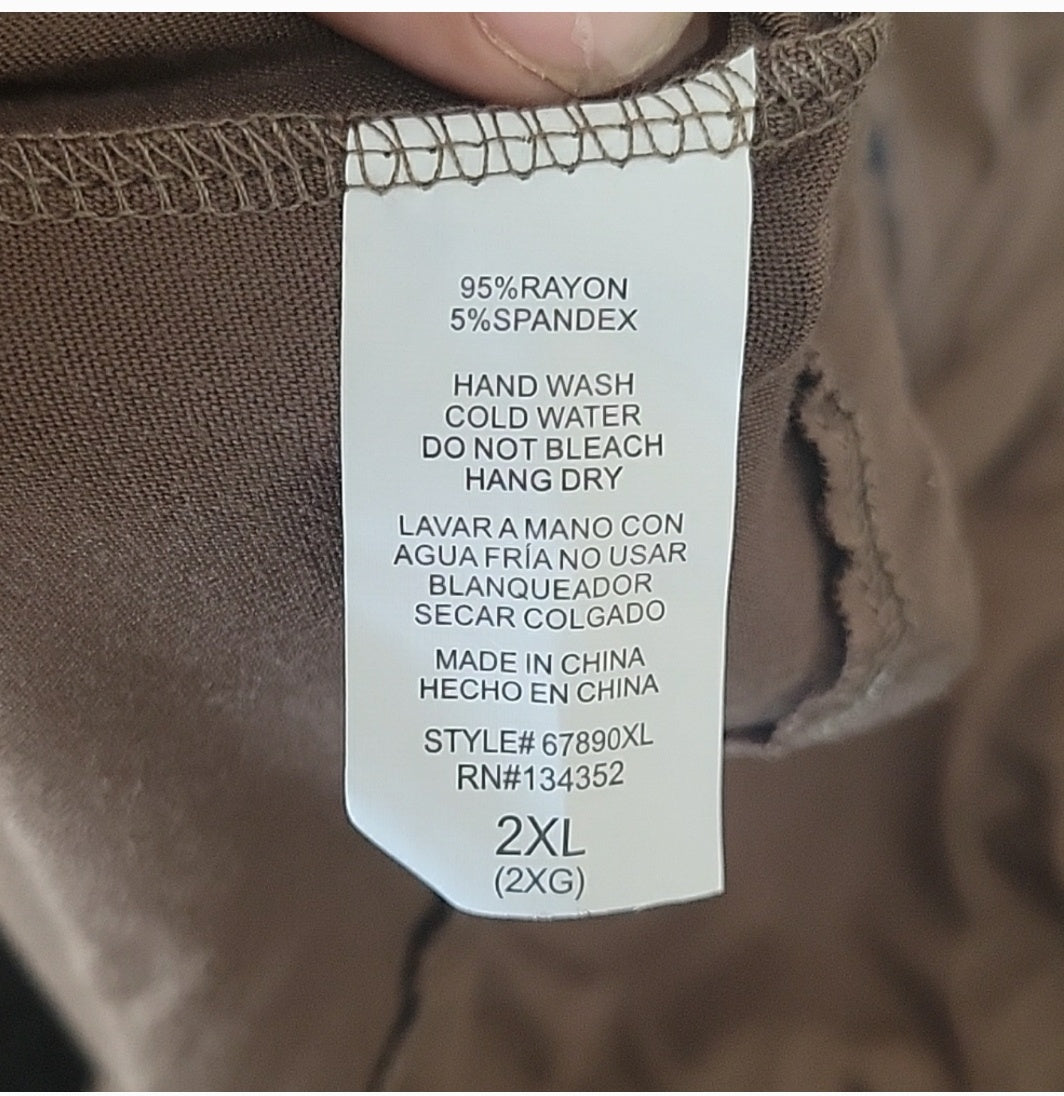 95%RAYON
5%SPANDEX
HAND WASH
COLD WATER
DO NOT BLEACH
HANG DRY
LAVAR A MANO CON
AGUA FRÍA NO USAR
BLANQUEADOR
SECAR COLGADO
MADE IN CHINA
HECHO EN CHINA
STYLE# 67890XL
RN#134352
2XL
(2XG)